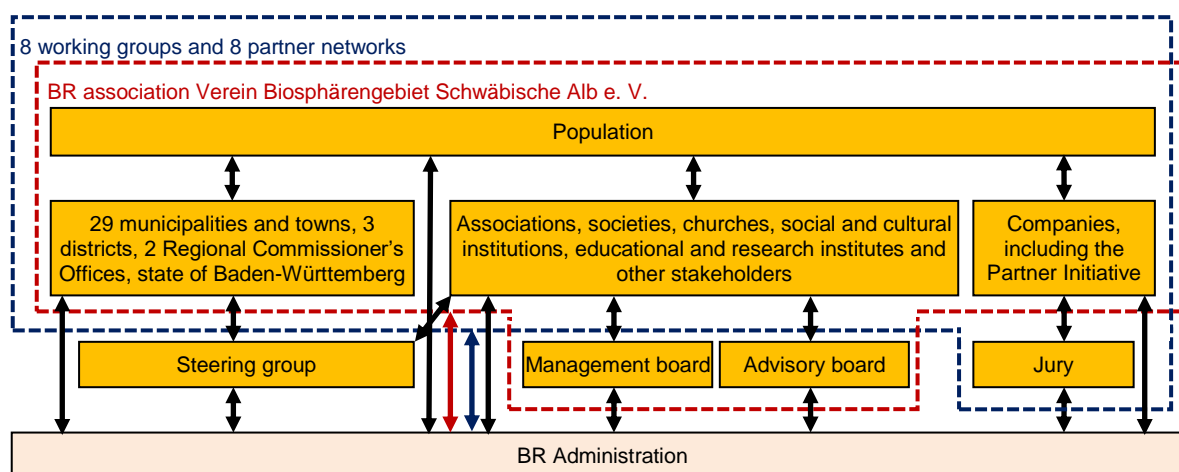 8 working groups and 8 partner networks
BR association Verein Biosphärengebiet Schwäbische Alb e. V.
Population
29 municipalities and towns, 3
districts, 2 Regional Commissioner's
Offices, state of Baden-Württemberg
Associations, societies, churches, social and cultural
institutions, educational and research institutes and
other stakeholders
Companies,
including the
Partner Initiative
Steering group
Management board
Advisory board
Jury
BR Administration